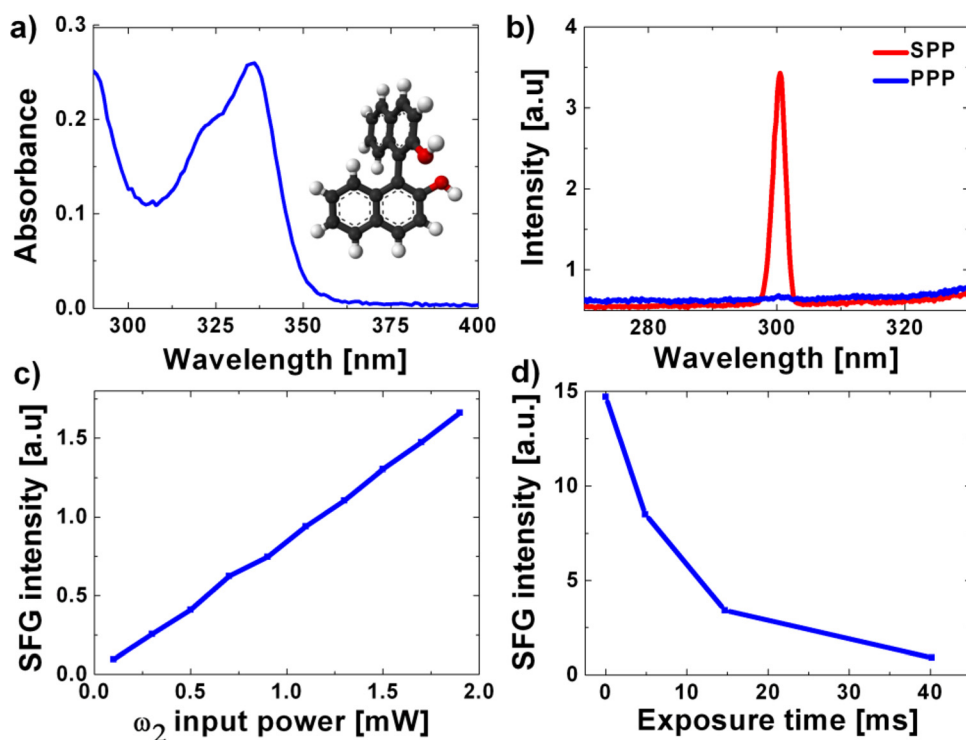 a)
0.3
0.2
0.1
0.0
Absorbance
300
325
350
375
400
Wavelength [nm]
b)
SPP
PPP
4
3
2
1
Intensity [a.u]
280
300
320
Wavelength [nm]
c)
1.5
1.0
0.5
0.0
SFG intensity [a.u]
0.0
0.5
1.0
1.5
2.0
ω2 input power [mW]
d)
15
10
5
0
SFG intensity [a.u.]
0
10
20
30
40
Exposure time [ms]